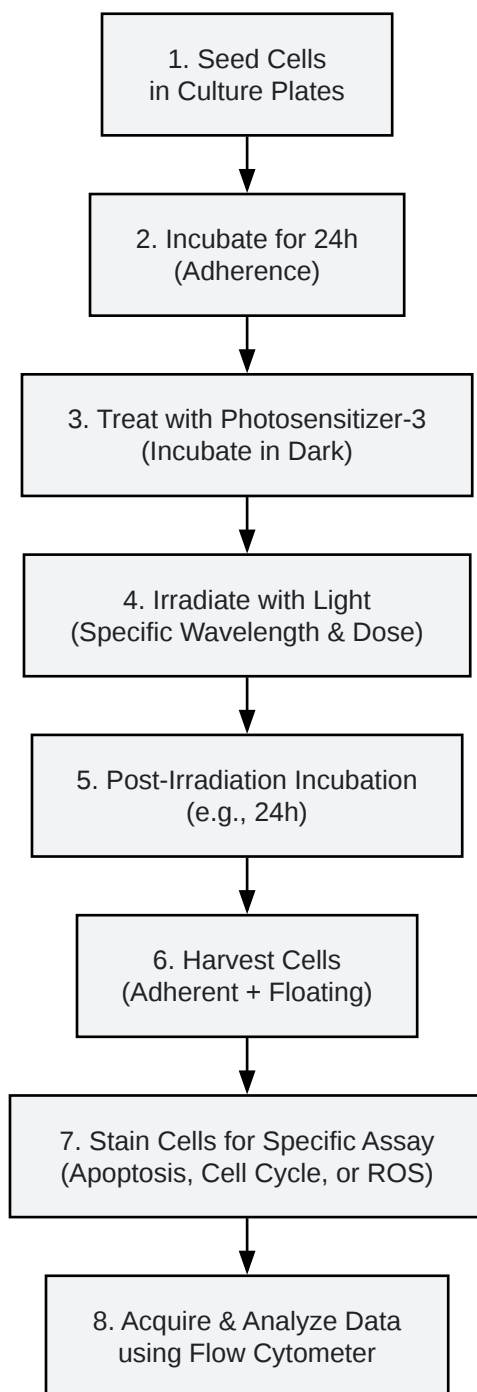 1. Seed Cells
in Culture Plates
2. Incubate for 24h
(Adherence)
3. Treat with Photosensitizer-3
(Incubate in Dark)
4. Irradiate with Light
(Specific Wavelength & Dose)
5. Post-Irradiation Incubation
(e.g., 24h)
6. Harvest Cells
(Adherent + Floating)
7. Stain Cells for Specific Assay
(Apoptosis, Cell Cycle, or ROS)
8. Acquire & Analyze Data
using Flow Cytometer